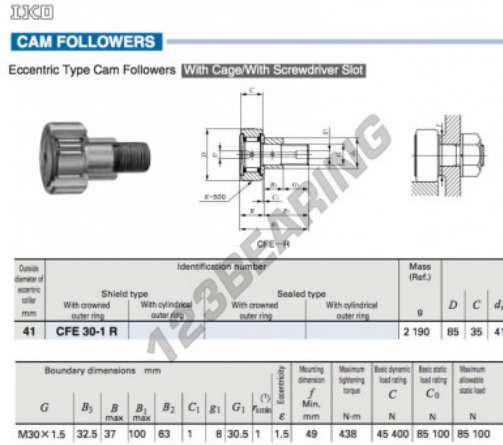 IKO
CAM FOLLOWERS
Eccentric Type Cam Followers With Cage/With Screwdriver Slot
C
D
R=500
B
CFE…R
123BEARING
Outside diameter of eccentric collar mm
Identification number
Mass (Ref.) g
Shield type
Sealed type
With crowned outer ring
With cylindrical outer ring
With crowned outer ring
With cylindrical outer ring
D C
41 CFE 30-1 R 2 190 85 35 41
Boundary dimensions mm
Eccentricity ε
Mounting dimension f Min. mm
Maximum tightening torque N-m
Basic dynamic load rating C N
Basic static load rating C0 N
Maximum allowable static load N
G B3 B max B1 max B2 C1 g1 G1 (1) rs min
M30×1.5 32.5 37 100 63 1 8 30.5 1 1.5 49 438 45 400 85 100 85 100